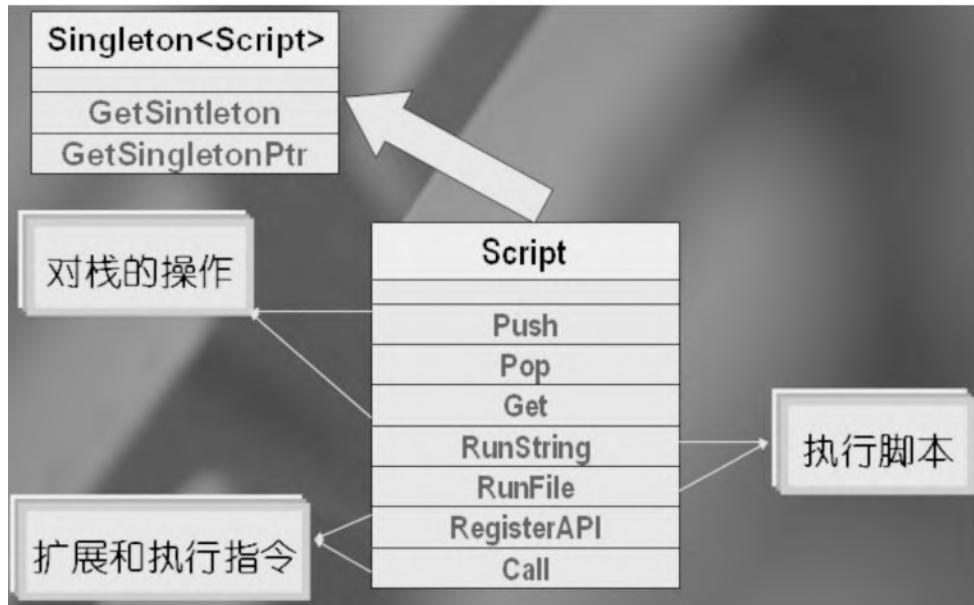 Singleton<Script>
GetSintleton
GetSingletonPtr
对栈的操作
Script
Push
Pop
Get
RunString
RunFile
RegisterAPI
Call
执行脚本
扩展和执行指令